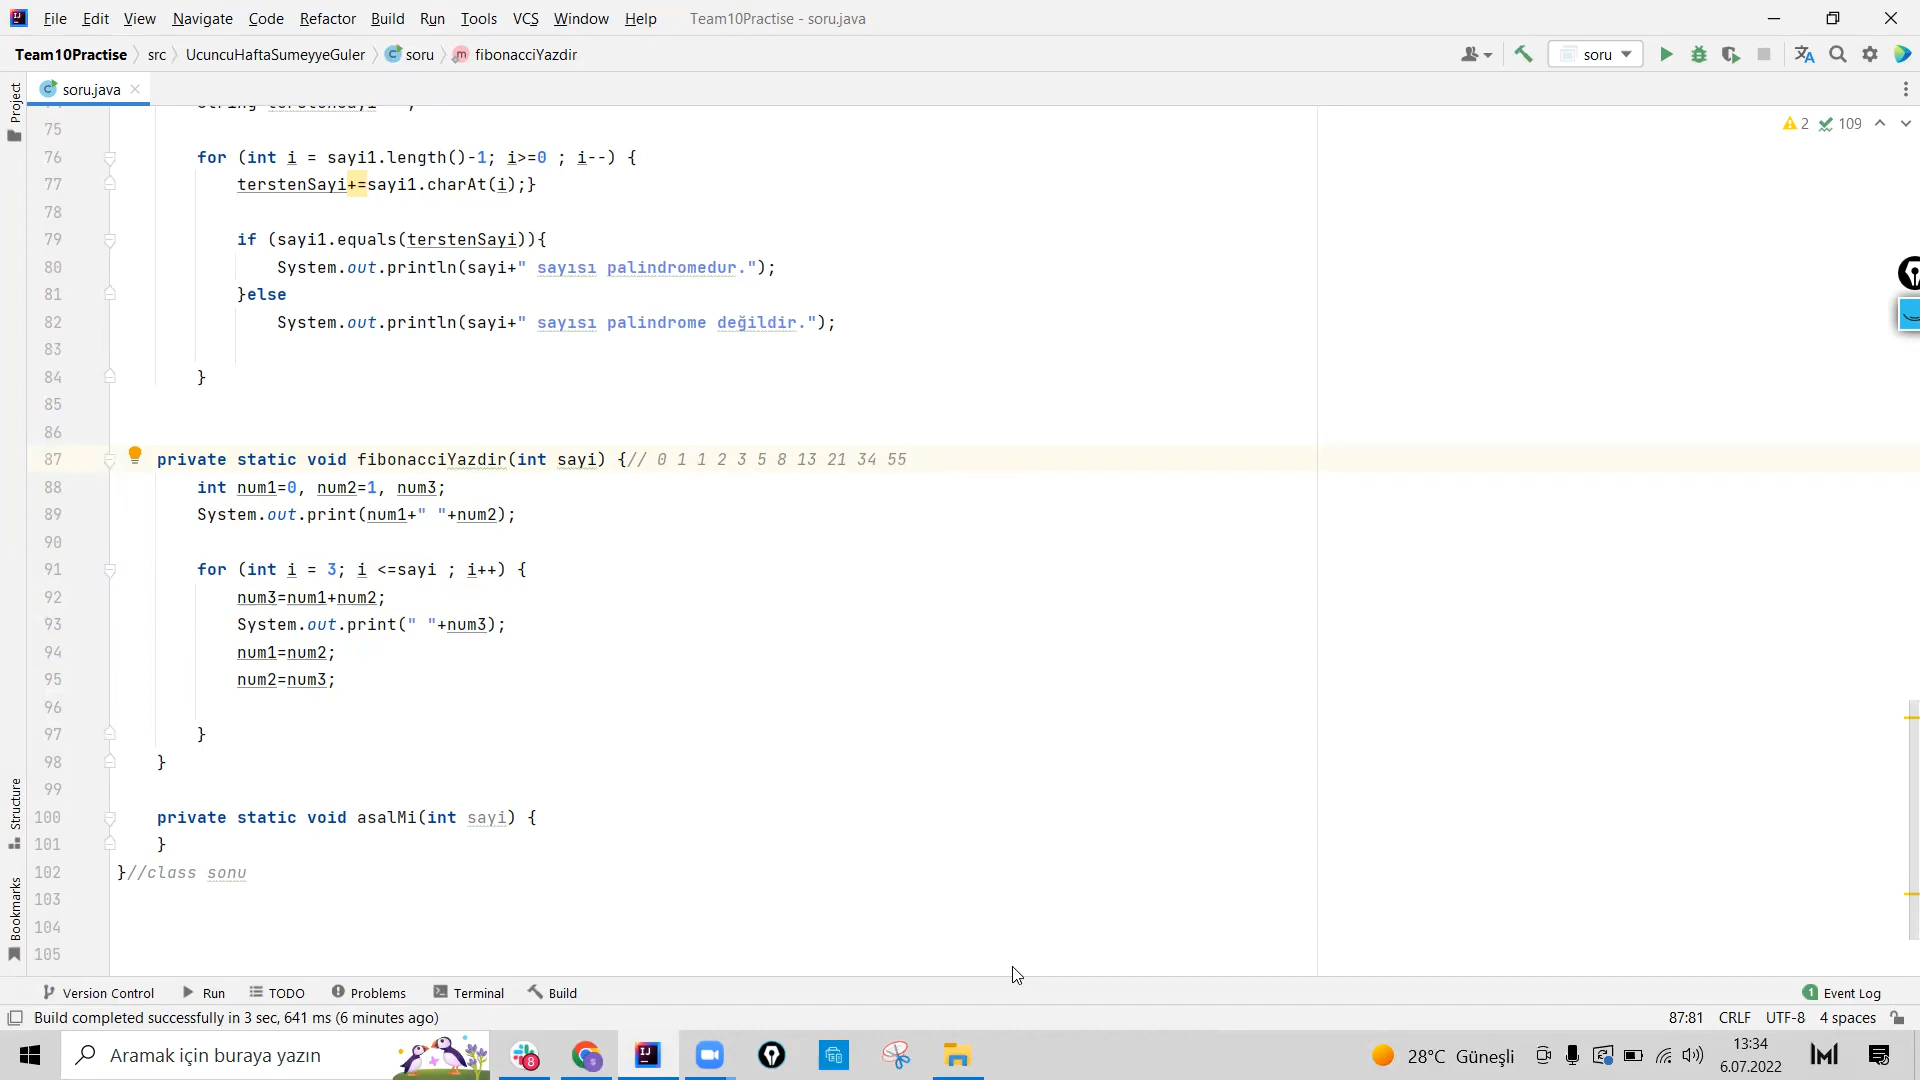 File Edit View Navigate Code Refactor Build Run Tools VCS Window Help Team10Practise - soru.java
Team10Practise src UcuncuHaftaSumeyyeGuler soru fibonacciYazdir soru
Project
soru.java
2 109
75
76 for (int i = sayi1.length()-1; i>=0 ; i--) {
77 terstenSayi+=sayi1.charAt(i);}
78
79 if (sayi1.equals(terstenSayi)){
80 System.out.println(sayi+" sayısı palindromedur.");
81 }else
82 System.out.println(sayi+" sayısı palindrome değildir.");
83
84 }
85
86
87 private static void fibonacciYazdir(int sayi) {// 0 1 1 2 3 5 8 13 21 34 55
88 int num1=0, num2=1, num3;
89 System.out.print(num1+" "+num2);
90
91 for (int i = 3; i <=sayi ; i++) {
92 num3=num1+num2;
93 System.out.print(" "+num3);
94 num1=num2;
95 num2=num3;
96
97 }
98 }
99
100 private static void asalMi(int sayi) {
101 }
102 }//class sonu
103
104
105
Structure
Bookmarks
Version Control Run TODO Problems Terminal Build 1 Event Log
Build completed successfully in 3 sec, 641 ms (6 minutes ago) 87:81 CRLF UTF-8 4 spaces
Aramak için buraya yazın 8 IJ 28°C Güneşli 13:34
6.07.2022